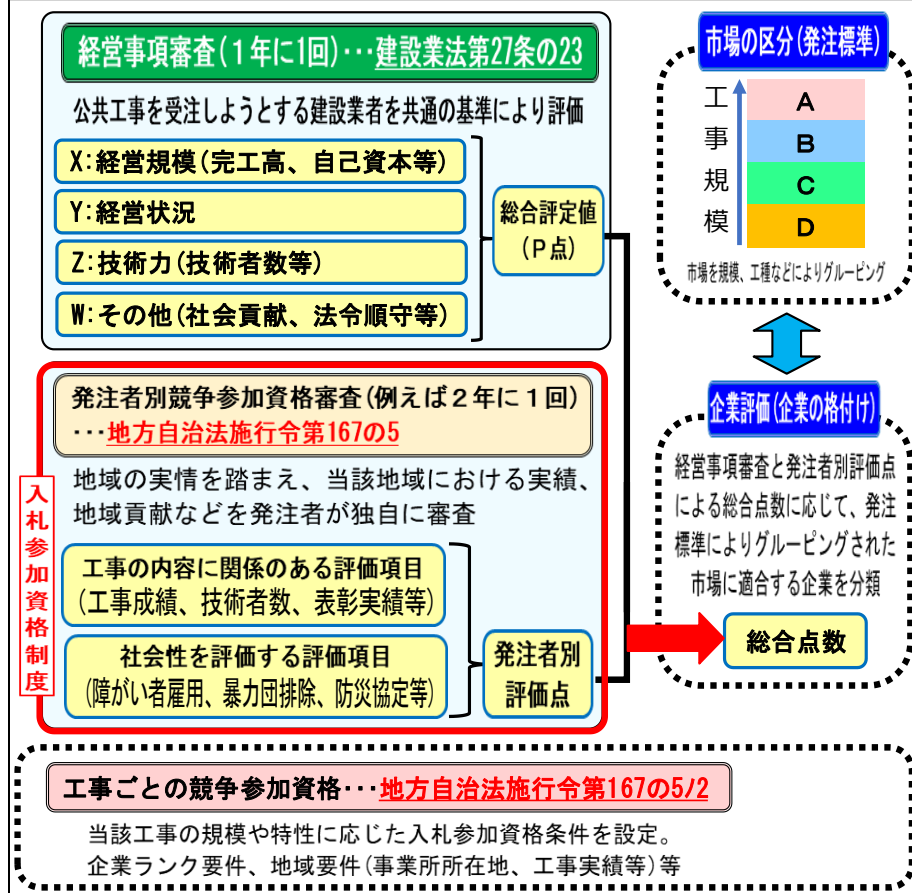 経営事項審査(１年に1回)･･･建設業法第27条の23
公共工事を受注しようとする建設業者を共通の基準により評価
X:経営規模(完工高、自己資本等)
Y:経営状況
Z:技術力(技術者数等)
W:その他(社会貢献、法令順守等)
総合評定値
(Ｐ点)
市場の区分(発注標準)
工事規模
A
B
C
D
市場を規模、工種などによりグルーピング
入札参加資格制度
発注者別競争参加資格審査(例えば２年に１回)
･･･地方自治法施行令第167の5
地域の実情を踏まえ、当該地域における実績、
地域貢献などを発注者が独自に審査
工事の内容に関係のある評価項目
(工事成績、技術者数、表彰実績等)
社会性を評価する評価項目
(障がい者雇用、暴力団排除、防災協定等)
発注者別
評価点
企業評価(企業の格付け)
経営事項審査と発注者別評価点
による総合点数に応じて、発注
標準によりグルーピングされた
市場に適合する企業を分類
総合点数
工事ごとの競争参加資格･･･地方自治法施行令第167の5/2
当該工事の規模や特性に応じた入札参加資格条件を設定。
企業ランク要件、地域要件(事業所所在地、工事実績等)等